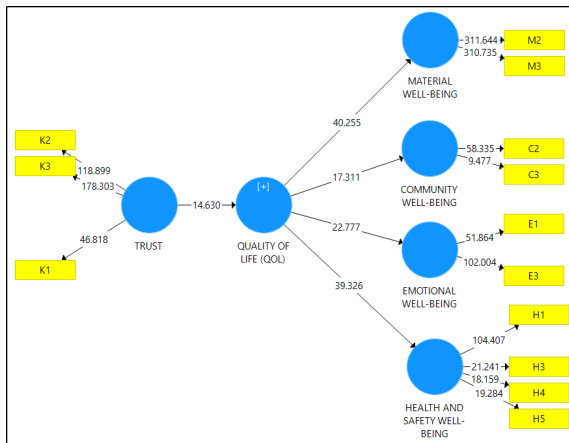 311.644
M2
310.735
M3
MATERIAL
WELL-BEING
40.255
K2
118.899
K3
178.303
58.335
C2
9.477
C3
[+]
17.311
COMMUNITY
WELL-BEING
14.630
TRUST
QUALITY OF
LIFE (QOL)
22.777
E1
51.864
46.818
102.004
K1
E3
EMOTIONAL
WELL-BEING
39.326
H1
104.407
21.241
H3
18.159
H4
19.284
H5
HEALTH AND
SAFETY WELL-
BEING